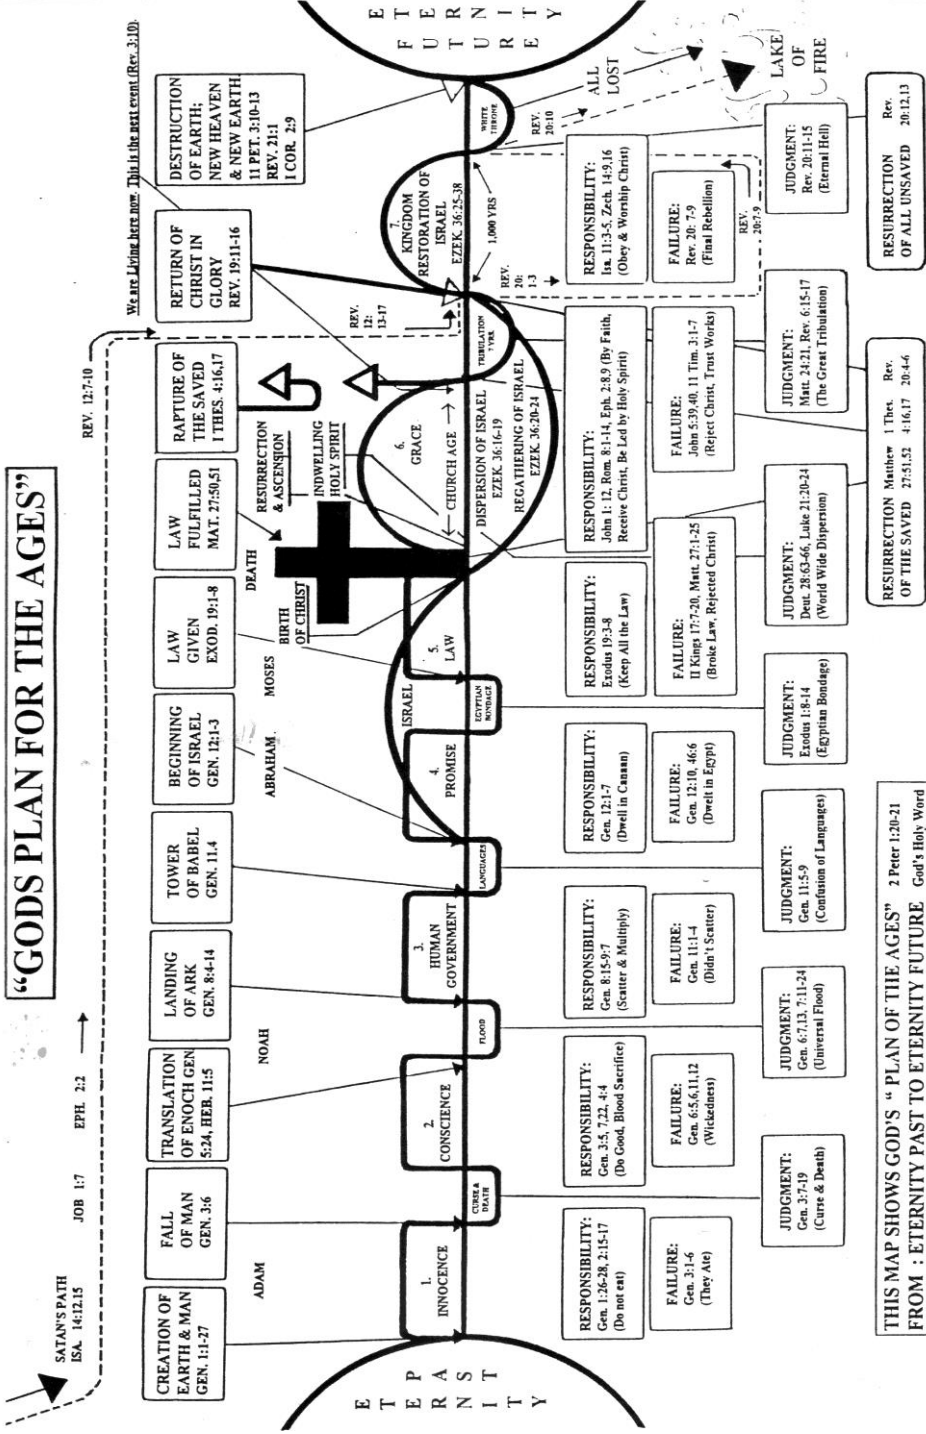 "GODS PLAN FOR THE AGES"
SATAN'S PATH
ISA. 14:12.15
JOB 1:7
EPH. 2:2
REV. 12:7-10
We are Living here now. This is the next event (Rev. 3:10)
CREATION OF
EARTH & MAN
GEN. 1:1-27
FALL
OF MAN
GEN. 3:6
TRANSLATION
OF ENOCH GEN.
5:24, HEB. 11:5
LANDING
OF ARK
GEN. 8:4-14
TOWER
OF BABEL
GEN. 11.4
BEGINNING
OF ISRAEL
GEN. 12:1-3
LAW
GIVEN
EXOD. 19:1-8
LAW
FULFILLED
MAT. 27:50,51
RAPTURE OF
THE SAVED
I THES. 4:16,17
RETURN OF
CHRIST IN
GLORY
REV. 19:11-16
DESTRUCTION
OF EARTH;
NEW HEAVEN
& NEW EARTH
11 PET. 3:10-13
REV. 21:1
I COR. 2:9
ADAM
NOAH
ABRAHAM
MOSES
DEATH
BIRTH
OF CHRIST
RESURRECTION
& ASCENSION
INDWELLING
HOLY SPIRIT
REV.
12:
13-17
ETERNITY
PAST
1.
INNOCENCE
CURSE &
DEATH
2.
CONSCIENCE
FLOOD
3.
HUMAN
GOVERNMENT
LANGUAGES
4.
PROMISE
EGYPTIAN
BONDAGE
ISRAEL
5.
LAW
6.
GRACE
CHURCH AGE
DISPERSION OF ISRAEL
EZEK. 36:16-19
REGATHERING OF ISRAEL
EZEK. 36:20-24
TRIBULATION
7 YRS.
7.
KINGDOM
RESTORATION OF
ISRAEL
EZEK. 36:25-38
1,000 YRS
REV.
20:
1-3
WHITE
THRONE
REV.
20:10
ETERNITY
FUTURE
ALL
LOST
LAKE
OF
FIRE
RESPONSIBILITY:
Gen. 1:26-28, 2:15-17
(Do not eat)
RESPONSIBILITY:
Gen. 3:5, 7,22, 4:4
(Do Good, Blood Sacrifice)
RESPONSIBILITY:
Gen. 8:15-9:7
(Scatter & Multiply)
RESPONSIBILITY:
Gen. 12:1-7
(Dwell in Canaan)
RESPONSIBILITY:
Exodus 19:3-8
(Keep All the Law)
RESPONSIBILITY:
John 1: 12, Rom. 8:1-14, Eph. 2:8,9 (By Faith,
Receive Christ, Be Led by Holy Spirit)
RESPONSIBILITY:
Isa. 11:3-5, Zech. 14:9,16
(Obey & Worship Christ)
FAILURE:
Gen. 3:1-6
(They Ate)
FAILURE:
Gen. 6:5,6,11,12
(Wickedness)
FAILURE:
Gen. 11:1-4
(Didn't Scatter)
FAILURE:
Gen. 12:10, 46:6
(Dwelt in Egypt)
FAILURE:
II Kings 17:7-20, Matt. 27:1-25
(Broke Law, Rejected Christ)
FAILURE:
John 5:39,40, 11 Tim. 3:1-7
(Reject Christ, Trust Works)
FAILURE:
Rev. 20: 7-9
(Final Rebellion)
REV.
20:7-9
JUDGMENT:
Gen. 3:7-19
(Curse & Death)
JUDGMENT:
Gen. 6:7,13, 7:11-24
(Universal Flood)
JUDGMENT:
Gen. 11:5-9
(Confusion of Languages)
JUDGMENT:
Exodus 1:8-14
(Egyptian Bondage)
JUDGMENT:
Deut. 28:63-66, Luke 21:20-24
(World Wide Dispersion)
JUDGMENT:
Matt. 24:21, Rev. 6:15-17
(The Great Tribulation)
JUDGMENT:
Rev. 20:11-15
(Eternal Hell)
THIS MAP SHOWS GOD'S " PLAN OF THE AGES" 2 Peter 1:20-21
FROM : ETERNITY PAST TO ETERNITY FUTURE God's Holy Word
RESURRECTION Matthew 1 Thes. Rev.
OF THE SAVED 27:51,52 4:16,17 20:4-6
RESURRECTION Rev.
OF ALL UNSAVED 20:12,13